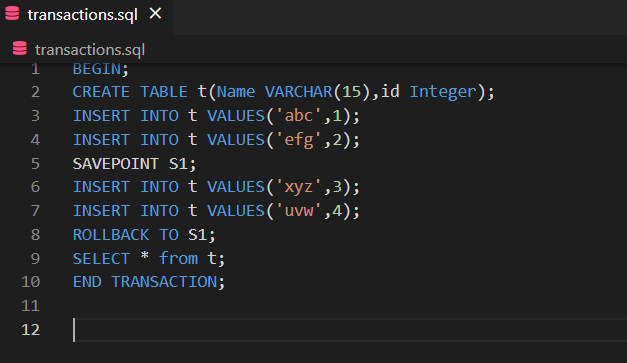 transactions.sql ×
transactions.sql
1 BEGIN;
2 CREATE TABLE t(Name VARCHAR(15),id Integer);
3 INSERT INTO t VALUES('abc',1);
4 INSERT INTO t VALUES('efg',2);
5 SAVEPOINT S1;
6 INSERT INTO t VALUES('xyz',3);
7 INSERT INTO t VALUES('uvw',4);
8 ROLLBACK TO S1;
9 SELECT * from t;
10 END TRANSACTION;
11
12